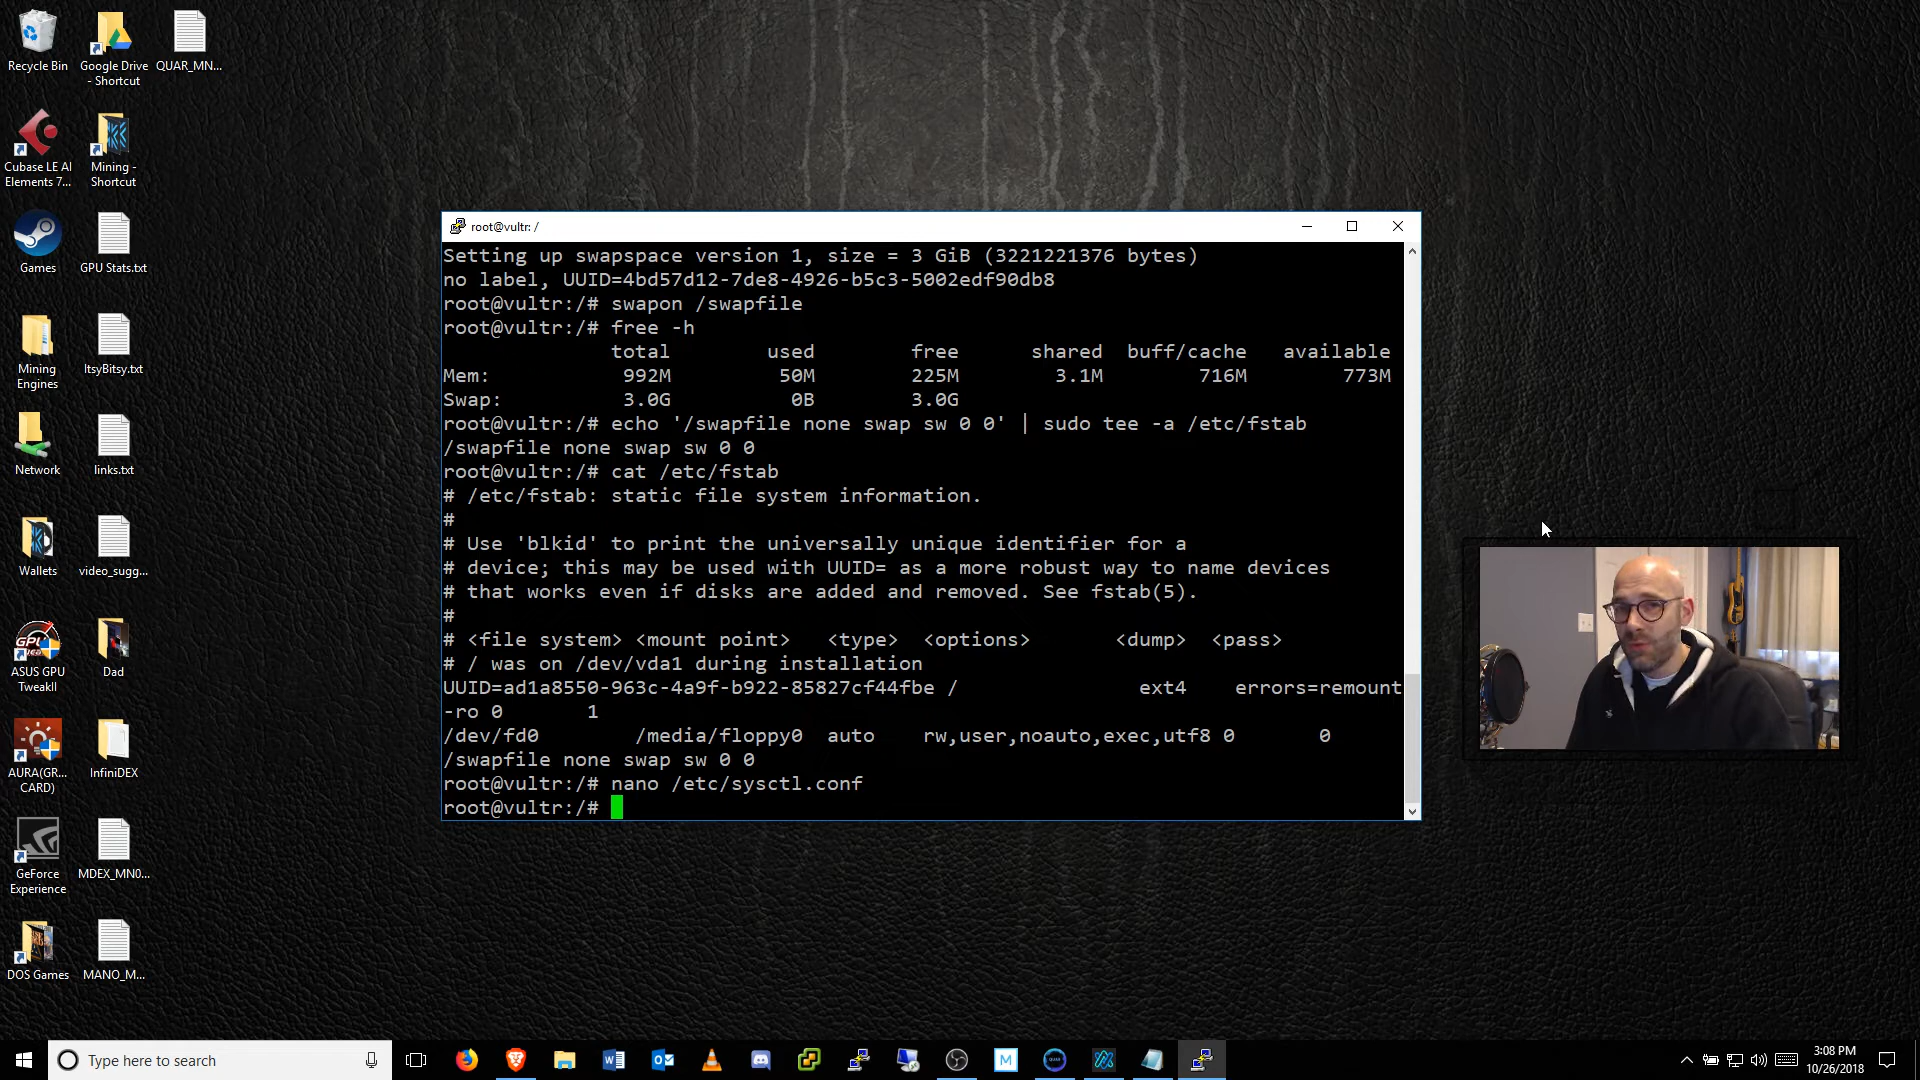 Recycle Bin
Google Drive
- Shortcut
QUAR_MN...
Cubase LE AI
Elements 7...
Mining -
Shortcut
Games
GPU Stats.txt
Mining
Engines
ItsyBitsy.txt
Network
links.txt
Wallets
video_sugg...
ASUS GPU
TweakII
Dad
AURA(GR...
CARD)
InfiniDEX
GeForce
Experience
MDEX_MN0...
DOS Games
MANO_M...
root@vultr: /
Setting up swapspace version 1, size = 3 GiB (3221221376 bytes)
no label, UUID=4bd57d12-7de8-4926-b5c3-5002edf90db8
root@vultr:/# swapon /swapfile
root@vultr:/# free -h
total used free shared buff/cache available
Mem: 992M 50M 225M 3.1M 716M 773M
Swap: 3.0G 0B 3.0G
root@vultr:/# echo '/swapfile none swap sw 0 0' | sudo tee -a /etc/fstab
/swapfile none swap sw 0 0
root@vultr:/# cat /etc/fstab
# /etc/fstab: static file system information.
#
# Use 'blkid' to print the universally unique identifier for a
# device; this may be used with UUID= as a more robust way to name devices
# that works even if disks are added and removed. See fstab(5).
#
# <file system> <mount point> <type> <options> <dump> <pass>
# / was on /dev/vda1 during installation
UUID=ad1a8550-963c-4a9f-b922-85827cf44fbe / ext4 errors=remount
-ro 0 1
/dev/fd0 /media/floppy0 auto rw,user,noauto,exec,utf8 0 0
/swapfile none swap sw 0 0
root@vultr:/# nano /etc/sysctl.conf
root@vultr:/#
Type here to search
3:08 PM
10/26/2018